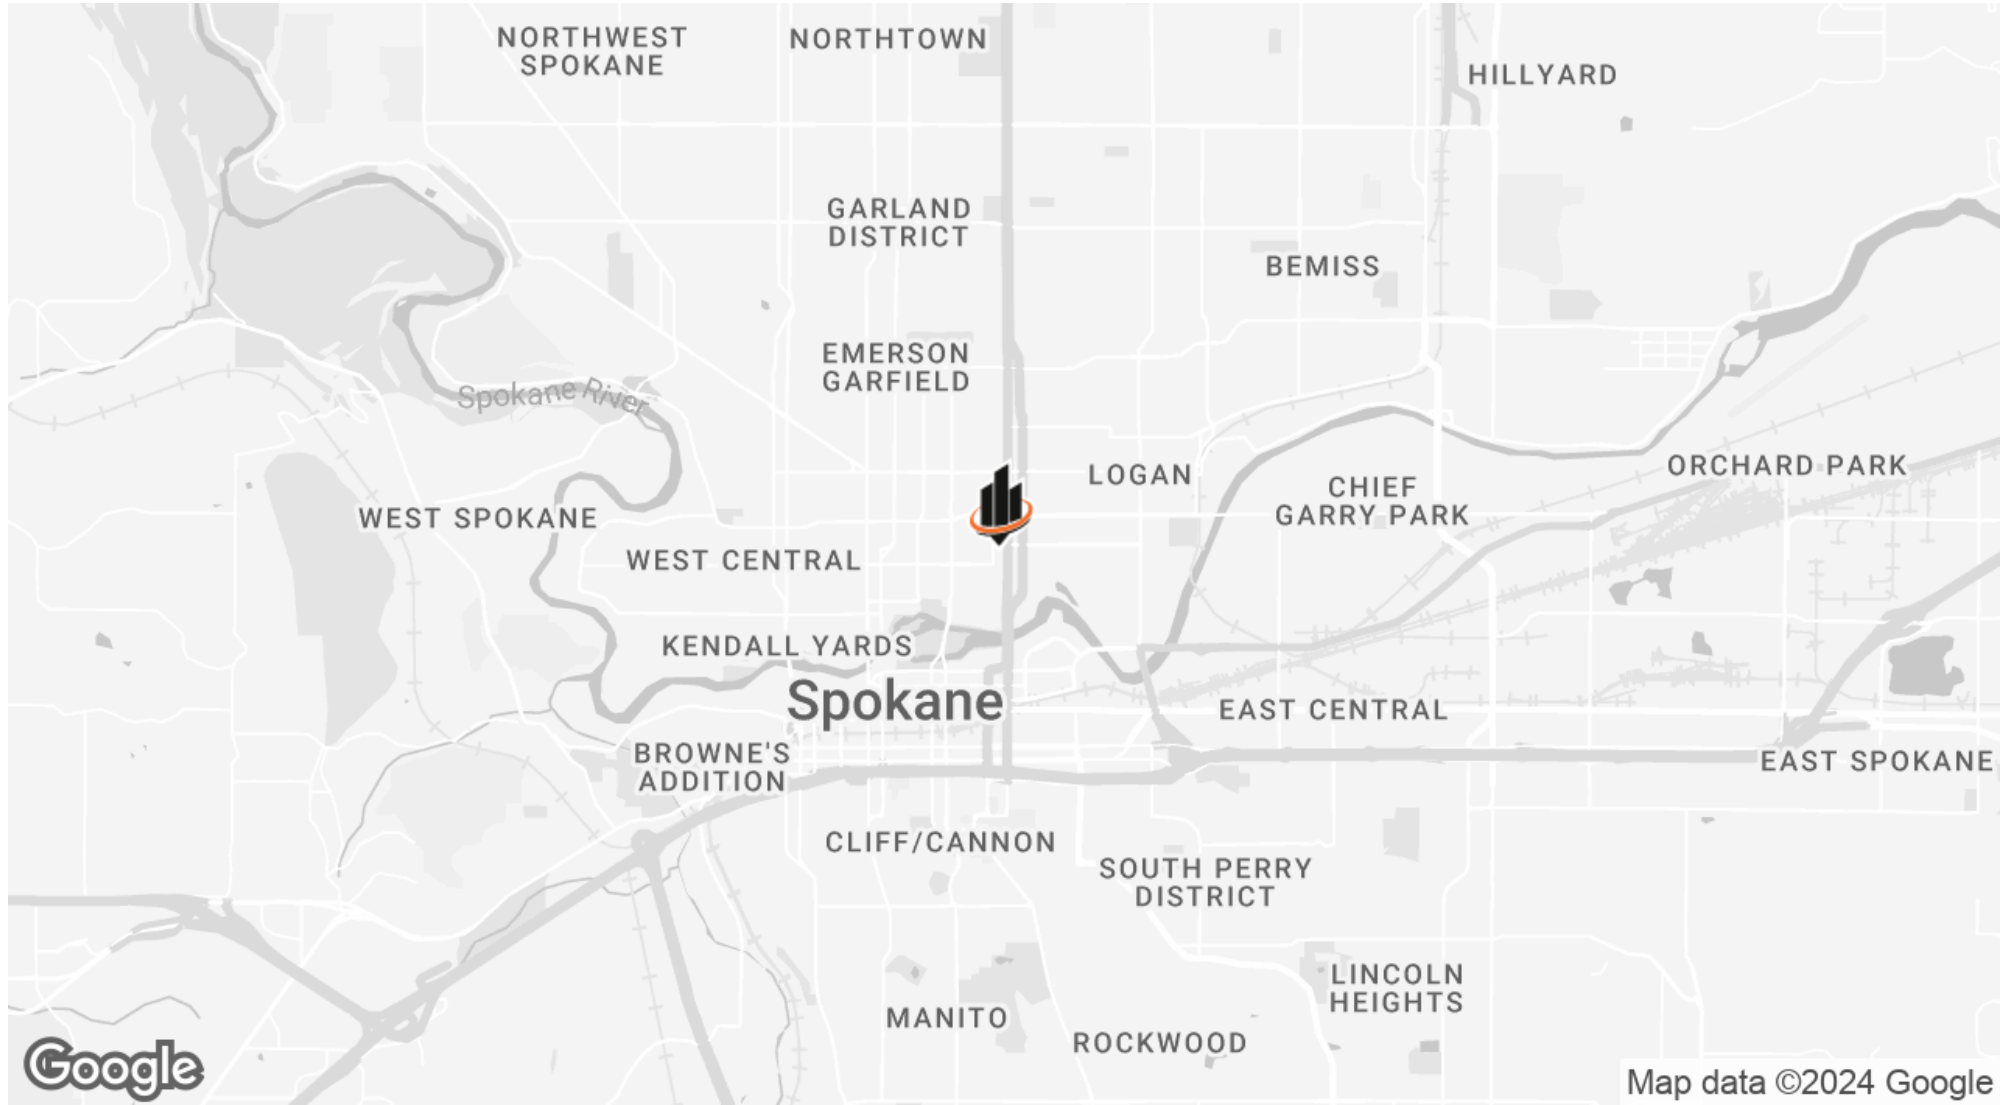 NORTHWEST
SPOKANE
NORTHTOWN
HILLYARD
GARLAND
DISTRICT
BEMISS
EMERSON
GARFIELD
Spokane River
LOGAN
ORCHARD PARK
CHIEF
GARRY PARK
WEST SPOKANE
WEST CENTRAL
KENDALL YARDS
Spokane
EAST CENTRAL
BROWNE'S
ADDITION
EAST SPOKANE
CLIFF/CANNON
SOUTH PERRY
DISTRICT
LINCOLN
HEIGHTS
MANITO
ROCKWOOD
Google
Map data ©2024 Google